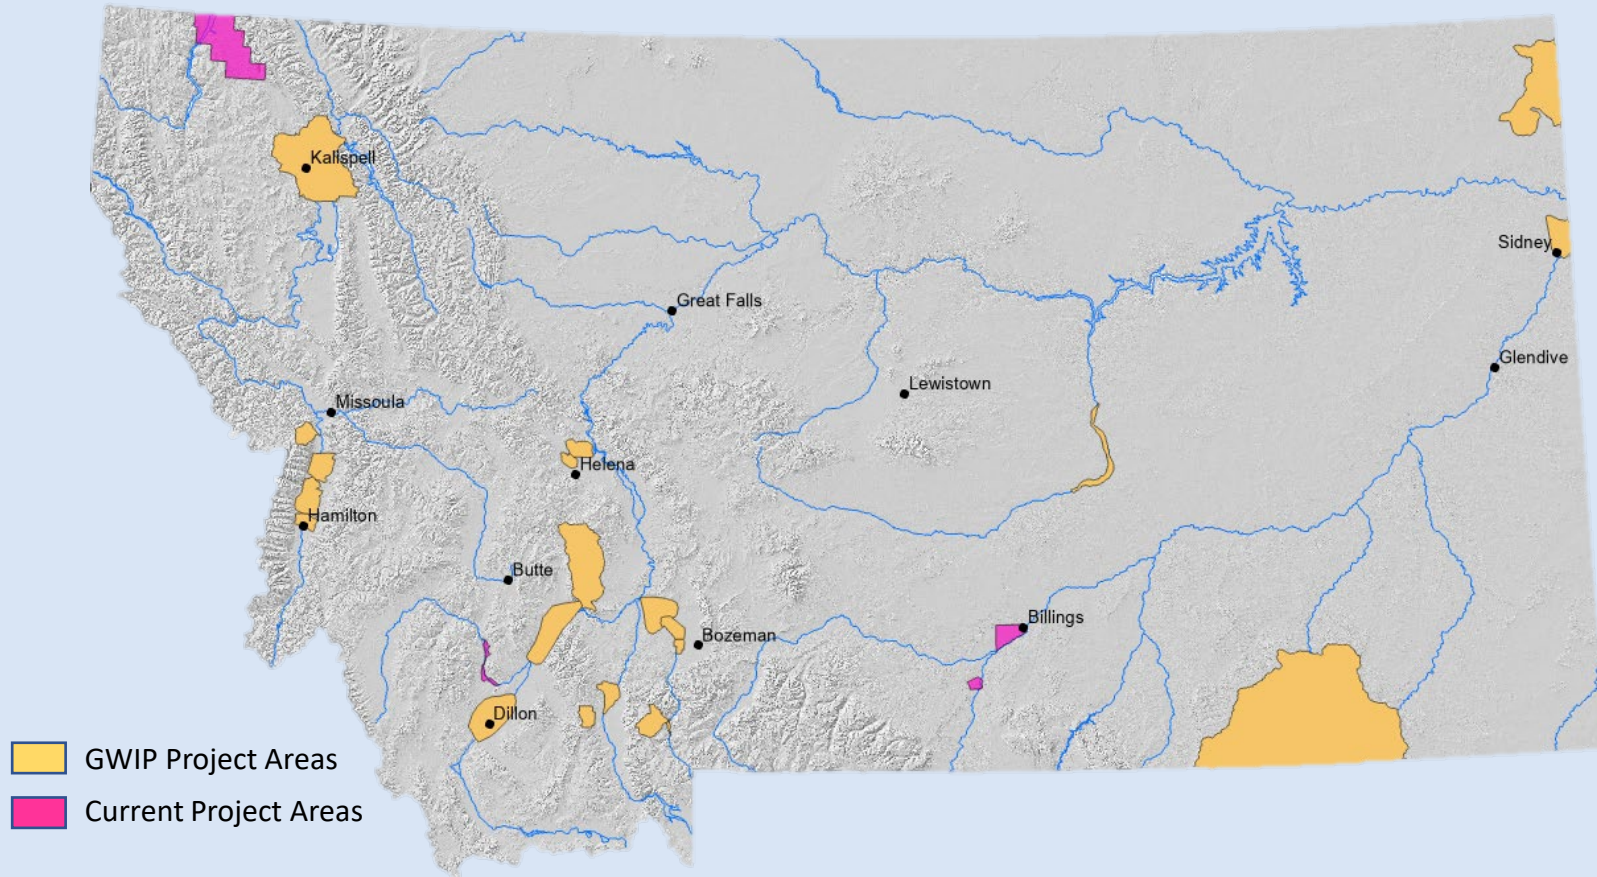 Kalispell
Sidney
Great Falls
Glendive
Lewistown
Missoula
Helena
Hamilton
Butte
Billings
Bozeman
Dillon
GWIP Project Areas
Current Project Areas